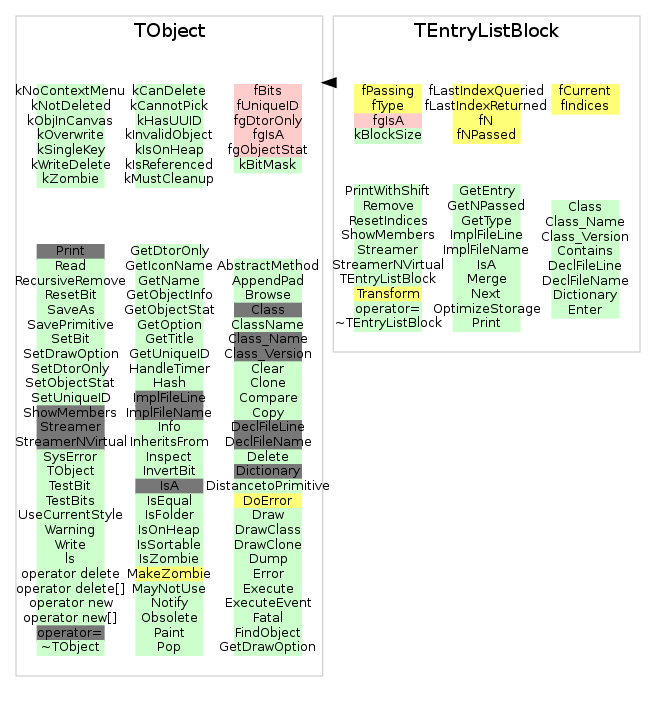 TObject
kNoContextMenu
kNotDeleted
kObjInCanvas
kOverwrite
kSingleKey
kWriteDelete
kZombie
kCanDelete
kCannotPick
kHasUUID
kInvalidObject
kIsOnHeap
kIsReferenced
kMustCleanup
fBits
fUniqueID
fgDtorOnly
fgIsA
fgObjectStat
kBitMask
Print
Read
RecursiveRemove
ResetBit
SaveAs
SavePrimitive
SetBit
SetDrawOption
SetDtorOnly
SetObjectStat
SetUniqueID
ShowMembers
Streamer
StreamerNVirtual
SysError
TObject
TestBit
TestBits
UseCurrentStyle
Warning
Write
ls
operator delete
operator delete[]
operator new
operator new[]
operator=
~TObject
GetDtorOnly
GetIconName
GetName
GetObjectInfo
GetObjectStat
GetOption
GetTitle
GetUniqueID
HandleTimer
Hash
ImplFileLine
ImplFileName
Info
InheritsFrom
Inspect
InvertBit
IsA
IsEqual
IsFolder
IsOnHeap
IsSortable
IsZombie
MakeZombie
MayNotUse
Notify
Obsolete
Paint
Pop
AbstractMethod
AppendPad
Browse
Class
ClassName
Class_Name
Class_Version
Clear
Clone
Compare
Copy
DeclFileLine
DeclFileName
Delete
Dictionary
DistancetoPrimitive
DoError
Draw
DrawClass
DrawClone
Dump
Error
Execute
ExecuteEvent
Fatal
FindObject
GetDrawOption
TEntryListBlock
fPassing
fType
fgIsA
kBlockSize
fLastIndexQueried
fLastIndexReturned
fN
fNPassed
fCurrent
fIndices
PrintWithShift
Remove
ResetIndices
ShowMembers
Streamer
StreamerNVirtual
TEntryListBlock
Transform
operator=
~TEntryListBlock
GetEntry
GetNPassed
GetType
ImplFileLine
ImplFileName
IsA
Merge
Next
OptimizeStorage
Print
Class
Class_Name
Class_Version
Contains
DeclFileLine
DeclFileName
Dictionary
Enter